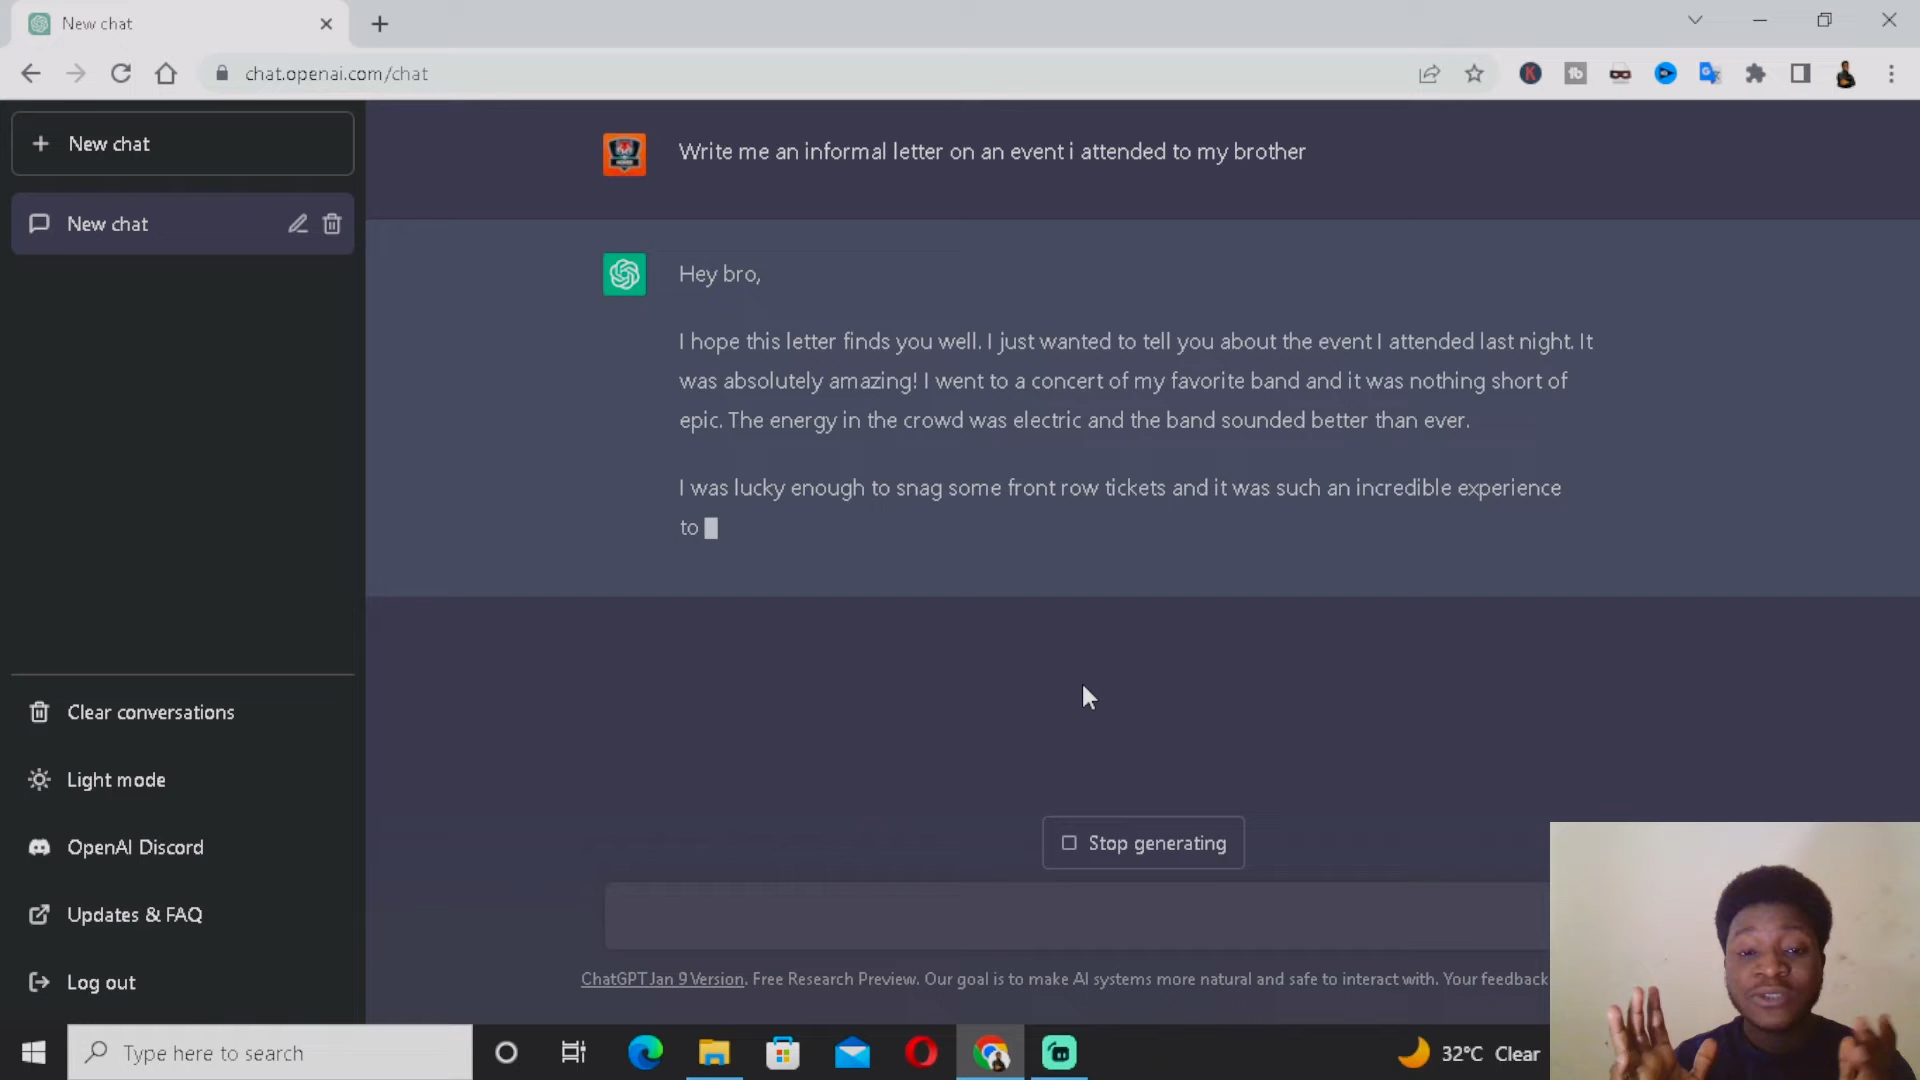 New chat
chat.openai.com/chat
New chat
New chat
Write me an informal letter on an event i attended to my brother
Hey bro,
I hope this letter finds you well. I just wanted to tell you about the event I attended last night. It
was absolutely amazing! I went to a concert of my favorite band and it was nothing short of
epic. The energy in the crowd was electric and the band sounded better than ever.
I was lucky enough to snag some front row tickets and it was such an incredible experience
to
Clear conversations
Light mode
OpenAI Discord
Updates & FAQ
Log out
Stop generating
ChatGPT Jan 9 Version. Free Research Preview. Our goal is to make AI systems more natural and safe to interact with. Your feedback
Type here to search
32°C Clear